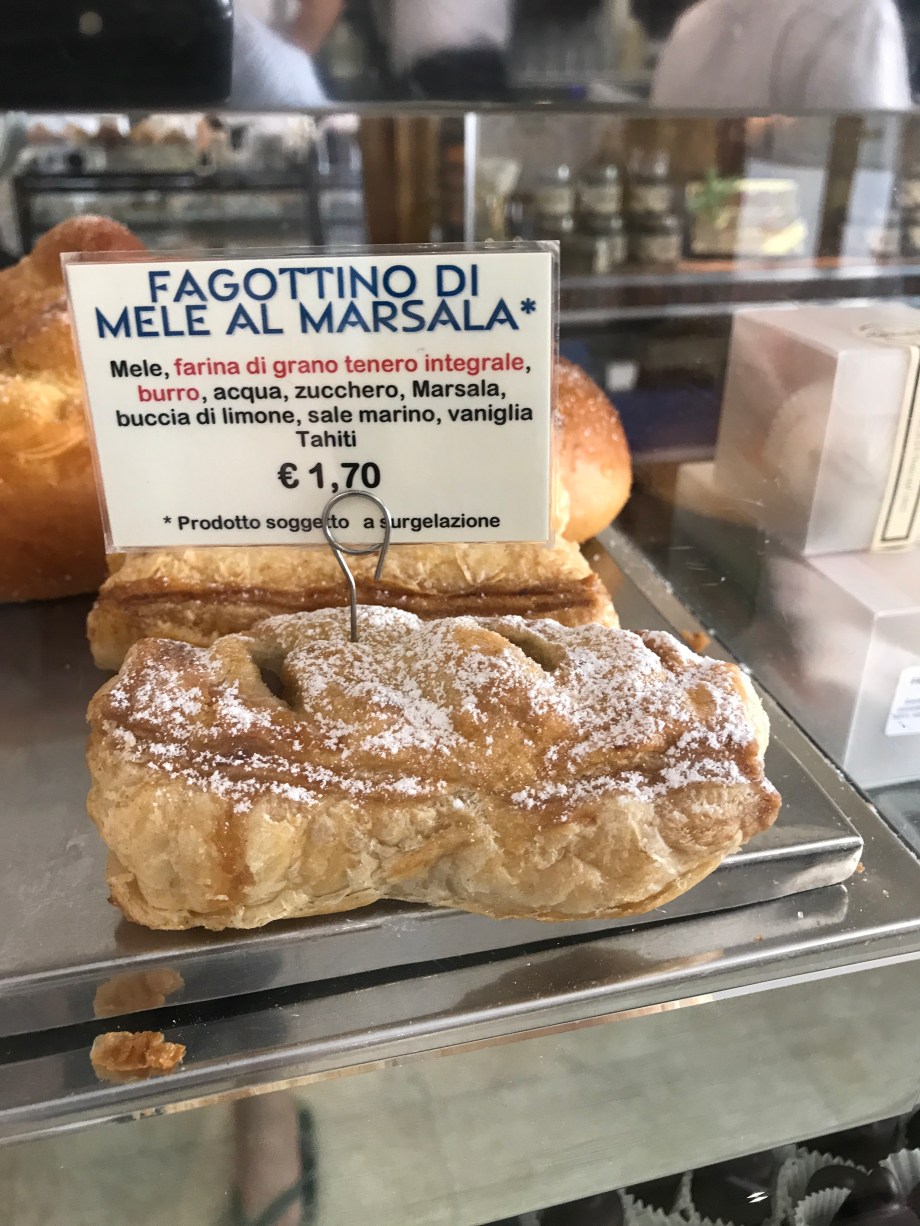 FAGOTTINO DI
MELE AL MARSALA*
Mele, farina di grano tenero integrale,
burro, acqua, zucchero, Marsala,
buccia di limone, sale marino, vaniglia
Tahiti
€ 1,70
* Prodotto soggetto a surgelazione